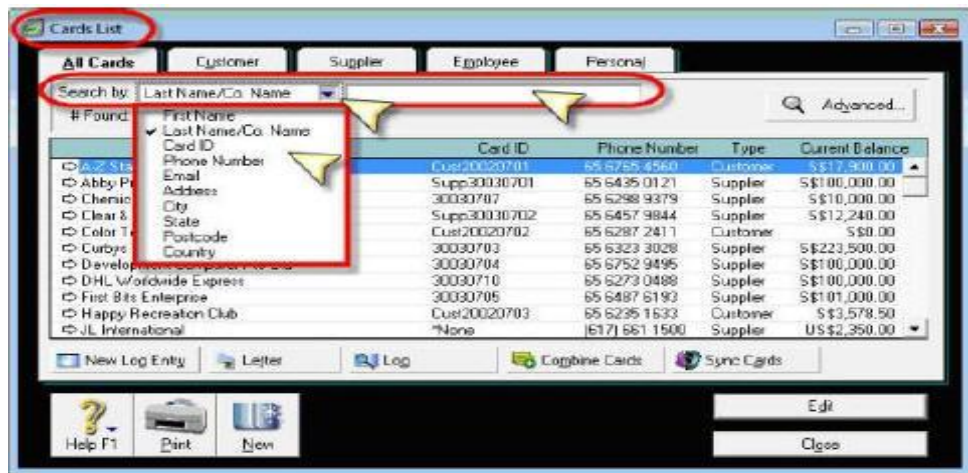 Cards List
All Cards Customer Supplier Employee Personal
Search by: Last Name/Co. Name
Advanced...
# Found:
First Name
Last Name/Co. Name
Card ID
Phone Number
Email
Address
City
State
Postcode
Country
Card ID Phone Number Type Current Balance
A-Z Sta Cust20020701 65 6765 4560 Customer S$17,900.00
Abby P Supp30030701 65 6435 0121 Supplier S$100,000.00
Chemic 30030707 65 6298 9379 Supplier S$10,000.00
Clear & Supp30030702 65 6457 9844 Supplier S$12,240.00
Color T Cust20020702 65 6287 2411 Customer S$0.00
Curbys 30030703 65 6323 3028 Supplier S$223,500.00
Develop 30030704 65 6752 9495 Supplier S$100,000.00
DHL Worldwide Express 30030710 65 6273 0488 Supplier S$100,000.00
First Bits Enterprise 30030705 65 6487 6193 Supplier S$101,000.00
Happy Recreation Club Cust20020703 65 6235 1633 Customer S$3,578.50
JL International *None (617) 661 1500 Supplier US$2,350.00
New Log Entry Letter Log Combine Cards Sync Cards
Edit
Help F1 Print New Close